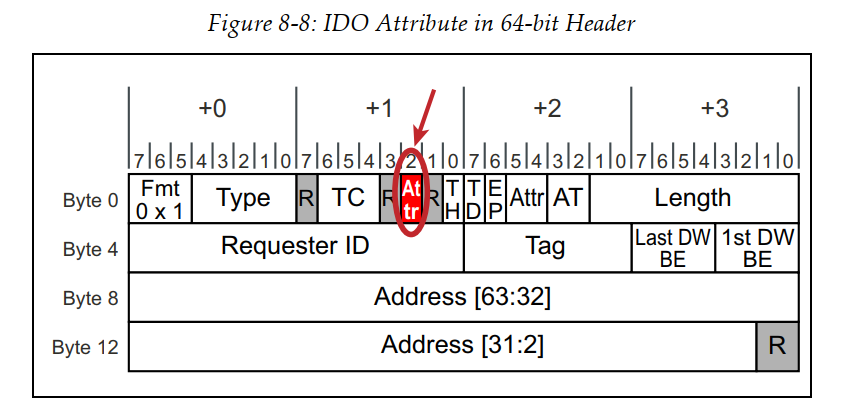 Figure 8-8: IDO Attribute in 64-bit Header
+0 +1 +2 +3
7 6 5 4 3 2 1 0 7 6 5 4 3 2 1 0 7 6 5 4 3 2 1 0 7 6 5 4 3 2 1 0
Byte 0 Fmt 0 x 1 Type R TC R Attr R TH TD EP Attr AT Length
Byte 4 Requester ID Tag Last DW BE 1st DW BE
Byte 8 Address [63:32]
Byte 12 Address [31:2] R